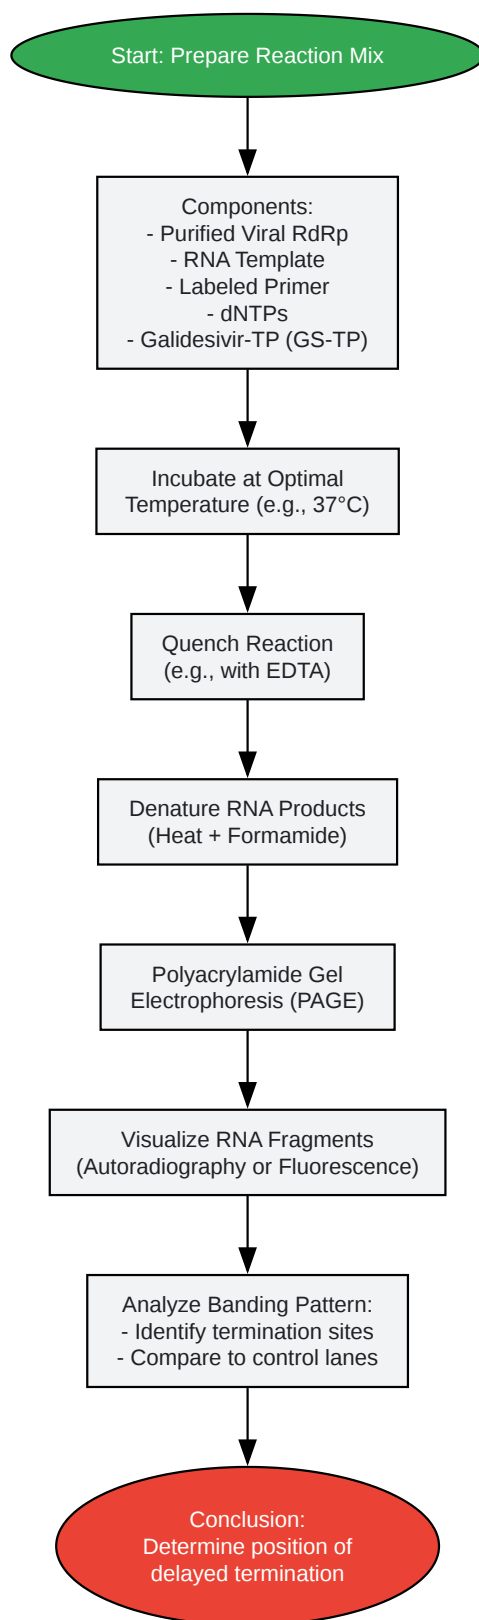 Start: Prepare Reaction Mix
Components:
- Purified Viral RdRp
- RNA Template
- Labeled Primer
- dNTPs
- Galidesivir-TP (GS-TP)
Incubate at Optimal
Temperature (e.g., 37°C)
Quench Reaction
(e.g., with EDTA)
Denature RNA Products
(Heat + Formamide)
Polyacrylamide Gel
Electrophoresis (PAGE)
Visualize RNA Fragments
(Autoradiography or Fluorescence)
Analyze Banding Pattern:
- Identify termination sites
- Compare to control lanes
Conclusion:
Determine position of
delayed termination